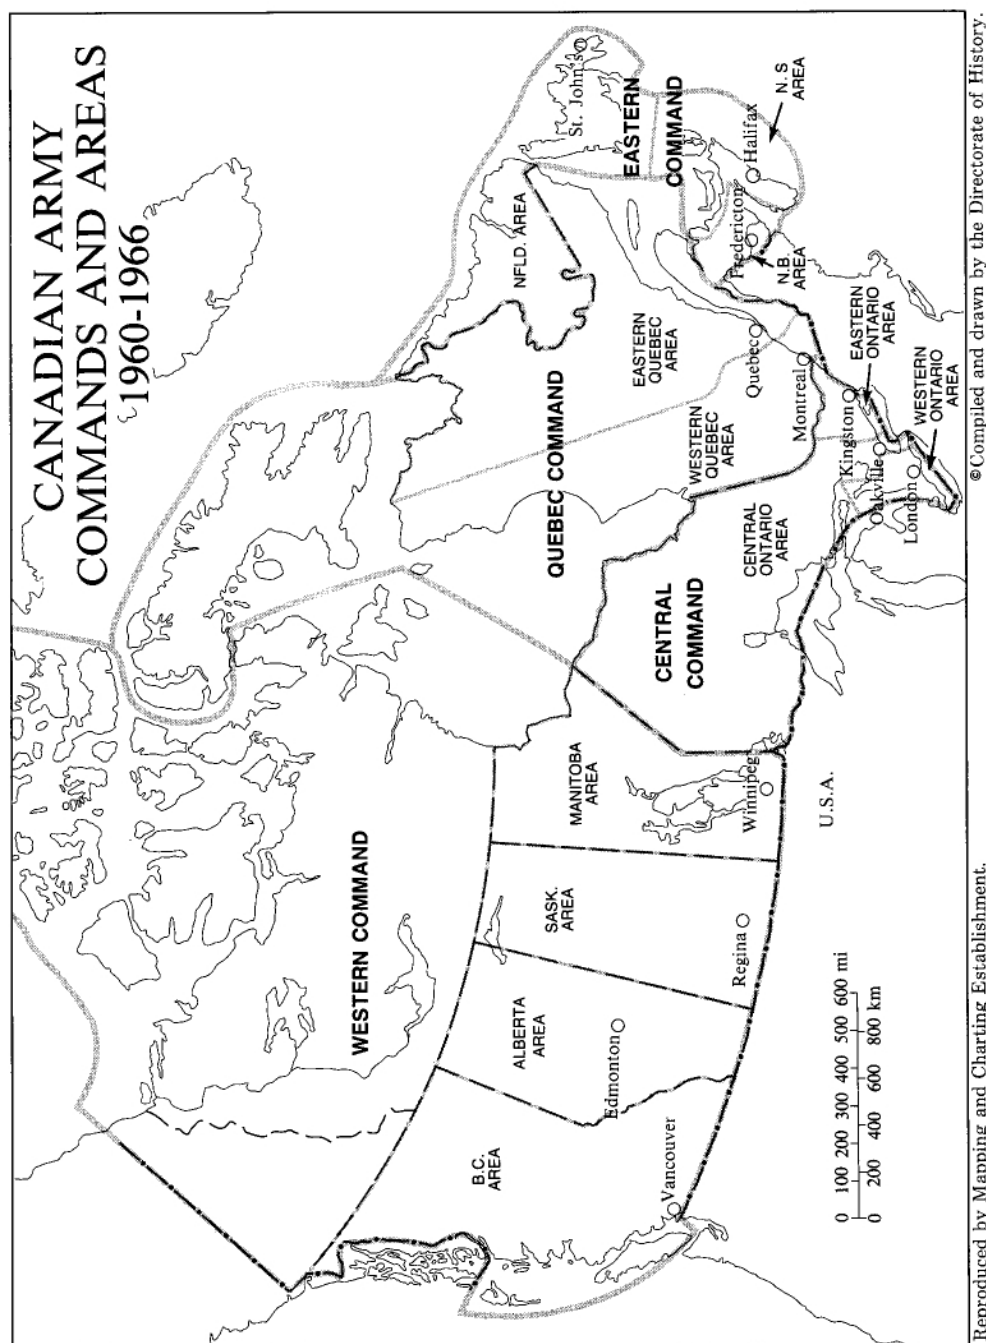 CANADIAN ARMY
COMMANDS AND AREAS
1960-1966
WESTERN COMMAND
B.C.
AREA
ALBERTA
AREA
SASK.
AREA
MANITOBA
AREA
Vancouver
Edmonton
Regina
Winpipeg
U.S.A.
CENTRAL
COMMAND
CENTRAL
ONTARIO
AREA
WESTERN
ONTARIO
AREA
EASTERN
ONTARIO
AREA
London
Oakville
Kingston
QUEBEC COMMAND
WESTERN
QUEBEC
AREA
EASTERN
QUEBEC
AREA
Montreal
Quebec
EASTERN
COMMAND
NFLD. AREA
N.B.
AREA
N. S
AREA
St. John's
Fredericton
Halifax
0 100 200 300 400 500 600 mi
0 200 400 600 800 km
Reproduced by Mapping and Charting Establishment.
©Compiled and drawn by the Directorate of History.